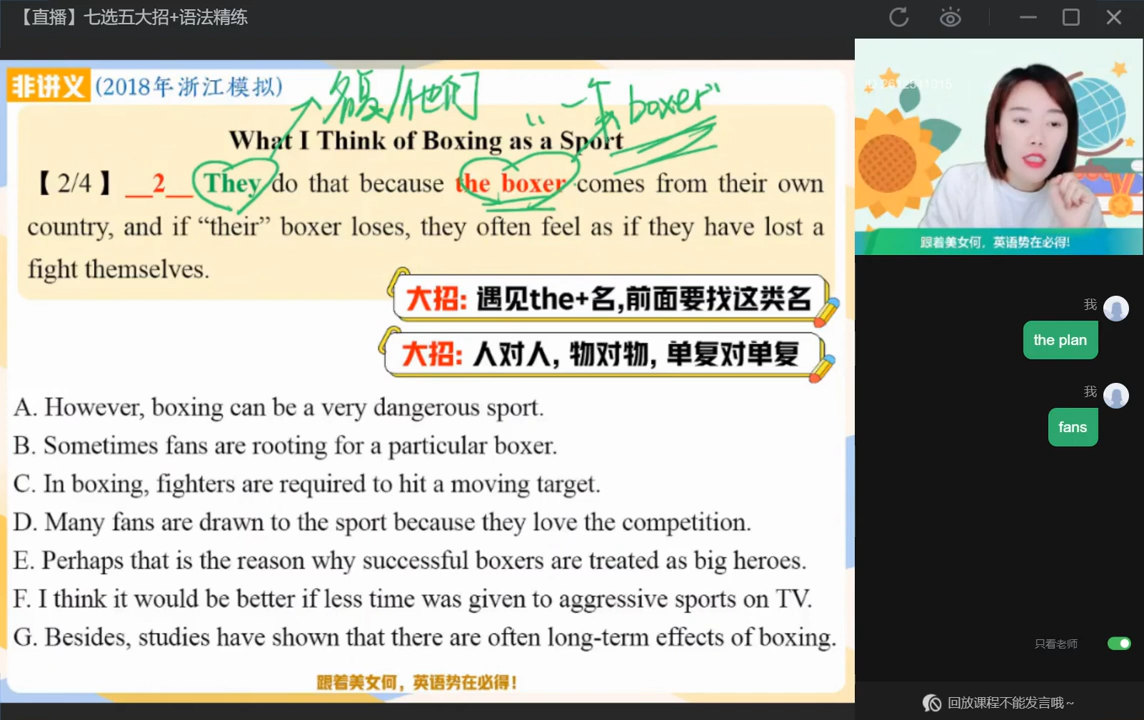 【直播】七选五大招+语法精练
非讲义 (2018年浙江模拟)
名复/他们
一个 boxer
What I Think of Boxing as a Sport
【 2/4 】 __2__ They do that because the boxer comes from their own
country, and if “their” boxer loses, they often feel as if they have lost a
fight themselves.
大招: 遇见the+名,前面要找这类名
大招: 人对人, 物对物, 单复对单复
A. However, boxing can be a very dangerous sport.
B. Sometimes fans are rooting for a particular boxer.
C. In boxing, fighters are required to hit a moving target.
D. Many fans are drawn to the sport because they love the competition.
E. Perhaps that is the reason why successful boxers are treated as big heroes.
F. I think it would be better if less time was given to aggressive sports on TV.
G. Besides, studies have shown that there are often long-term effects of boxing.
跟着美女何，英语势在必得!
跟着美女何，英语势在必得!
我
the plan
我
fans
只看老师
回放课程不能发言哦~